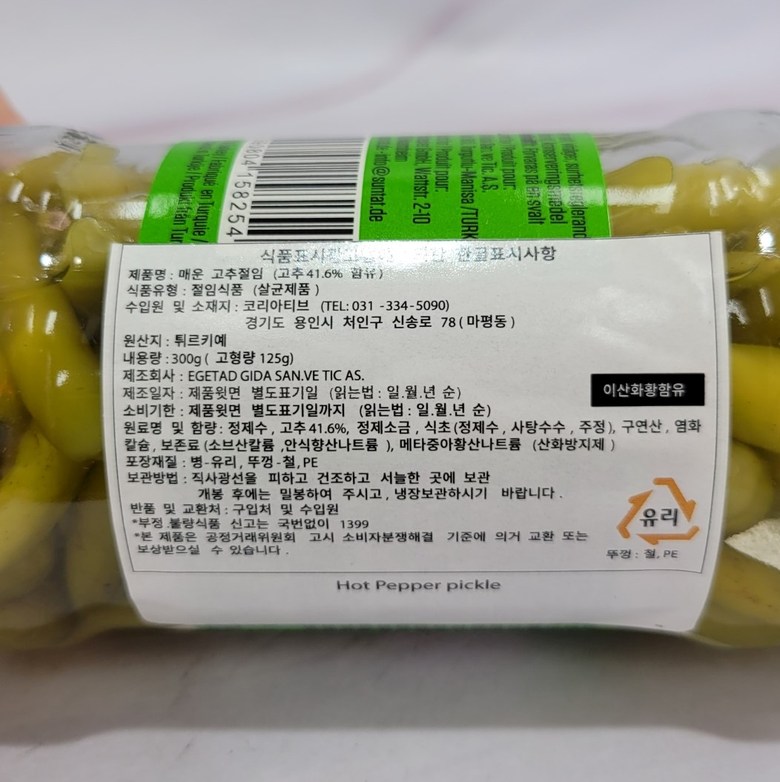 158254
info@suntat.de
식품표시 한글표시사항
제품명 : 매운 고추절임 (고추 41.6% 함유)
식품유형 : 절임식품 (살균제품)
수입원 및 소재지 : 코리아티브 (TEL: 031 -334-5090)
경기도 용인시 처인구 신송로 78 ( 마평동 )
원산지 : 튀르키예
내용량 : 300g ( 고형량 125g)
제조회사 : EGETAD GIDA SAN.VE TIC AS.
제조일자 : 제품윗면 별도표기일 (읽는법 : 일.월.년 순)
이산화황함유
소비기한 : 제품윗면 별도표기일까지 (읽는법 : 일.월.년 순)
원료명 및 함량 : 정제수 , 고추 41.6%, 정제소금 , 식초 (정제수 , 사탕수수 , 주정), 구연산 , 염화
칼슘 , 보존료 (소브산칼륨 ,안식향산나트륨 ), 메타중아황산나트륨 (산화방지제 )
포장재질 : 병-유리 , 뚜껑 -철, PE
보관방법 : 직사광선을 피하고 건조하고 서늘한 곳에 보관
개봉 후에는 밀봉하여 주시고 , 냉장보관하시기 바랍니다 .
반품 및 교환처 : 구입처 및 수입원
*부정.불량식품 신고는 국번없이 1399
*본 제품은 공정거래위원회 고시 소비자분쟁해결 기준에 의거 교환 또는
보상받으실 수 있습니다 .
유리
뚜껑 : 철, PE
Hot Pepper pickle